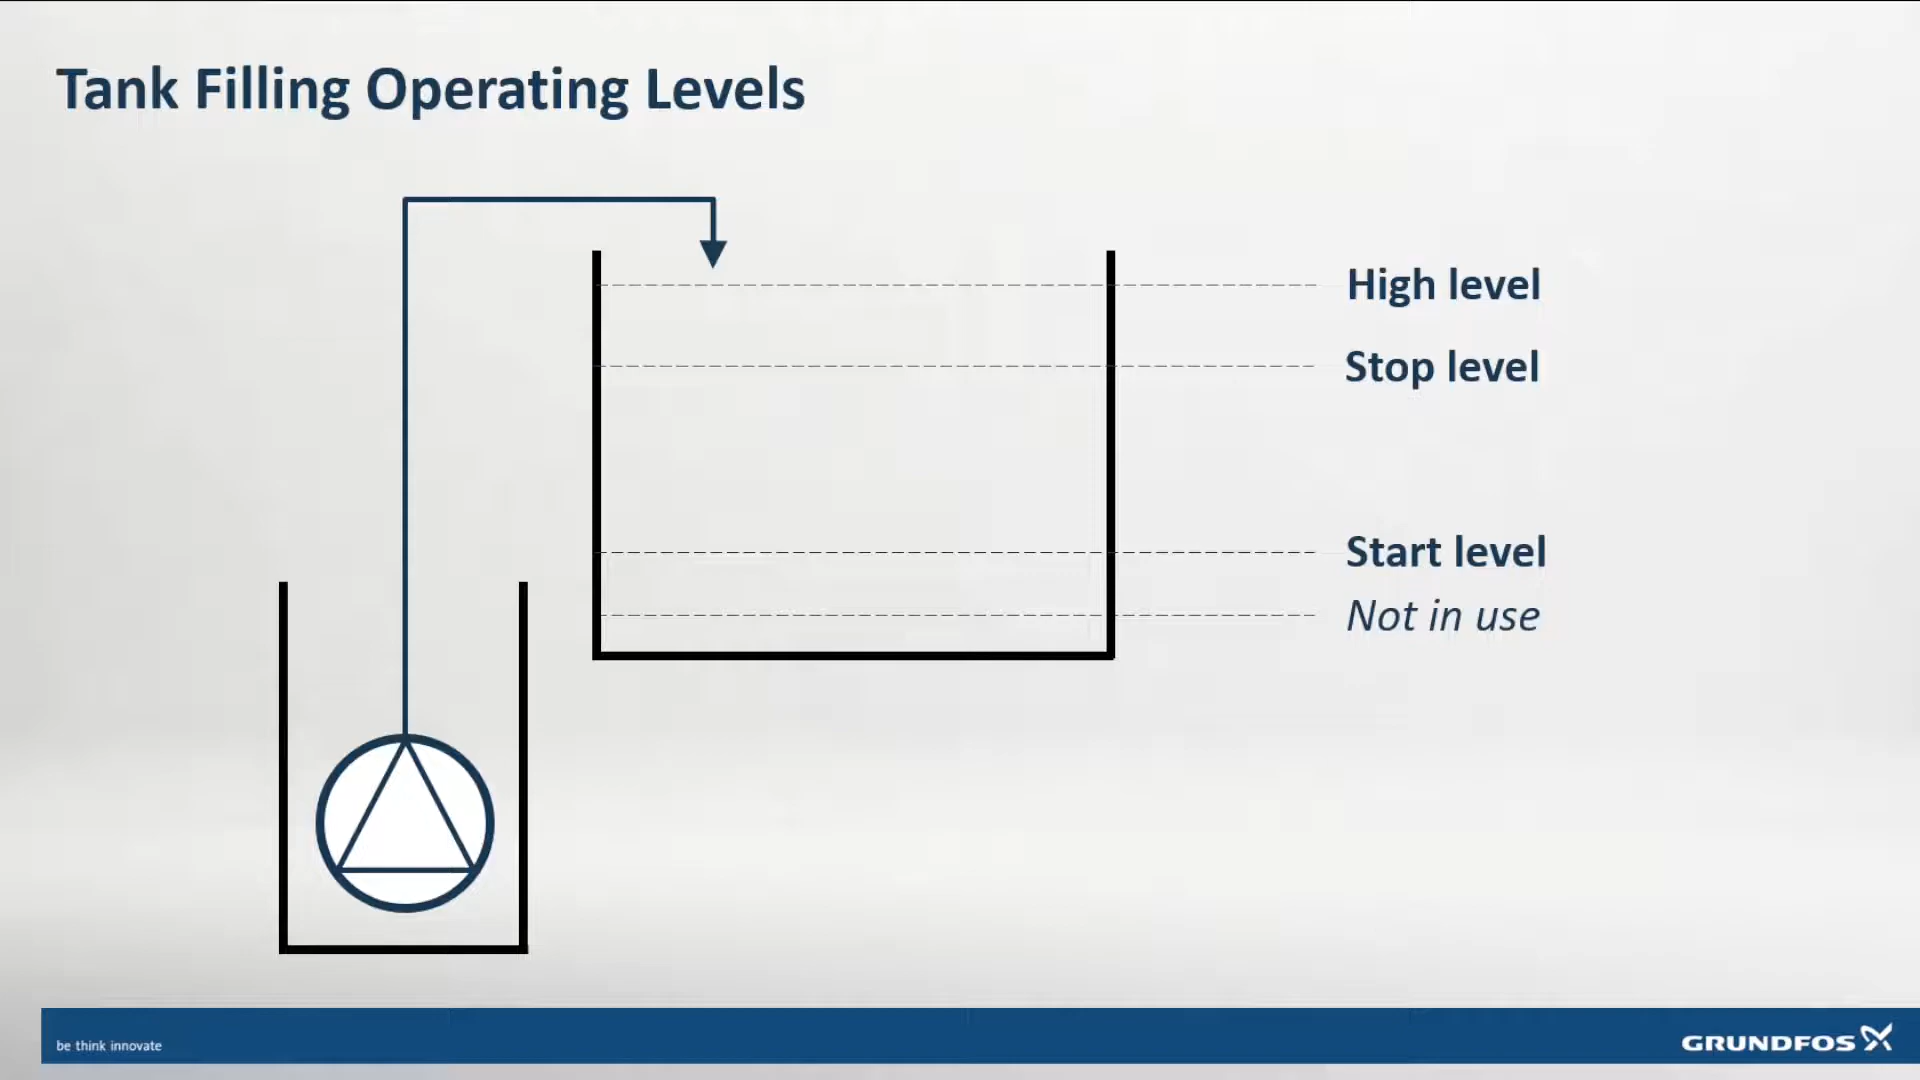 Tank Filling Operating Levels
High level
Stop level
Start level
Not in use
be think innovate
GRUNDFOS